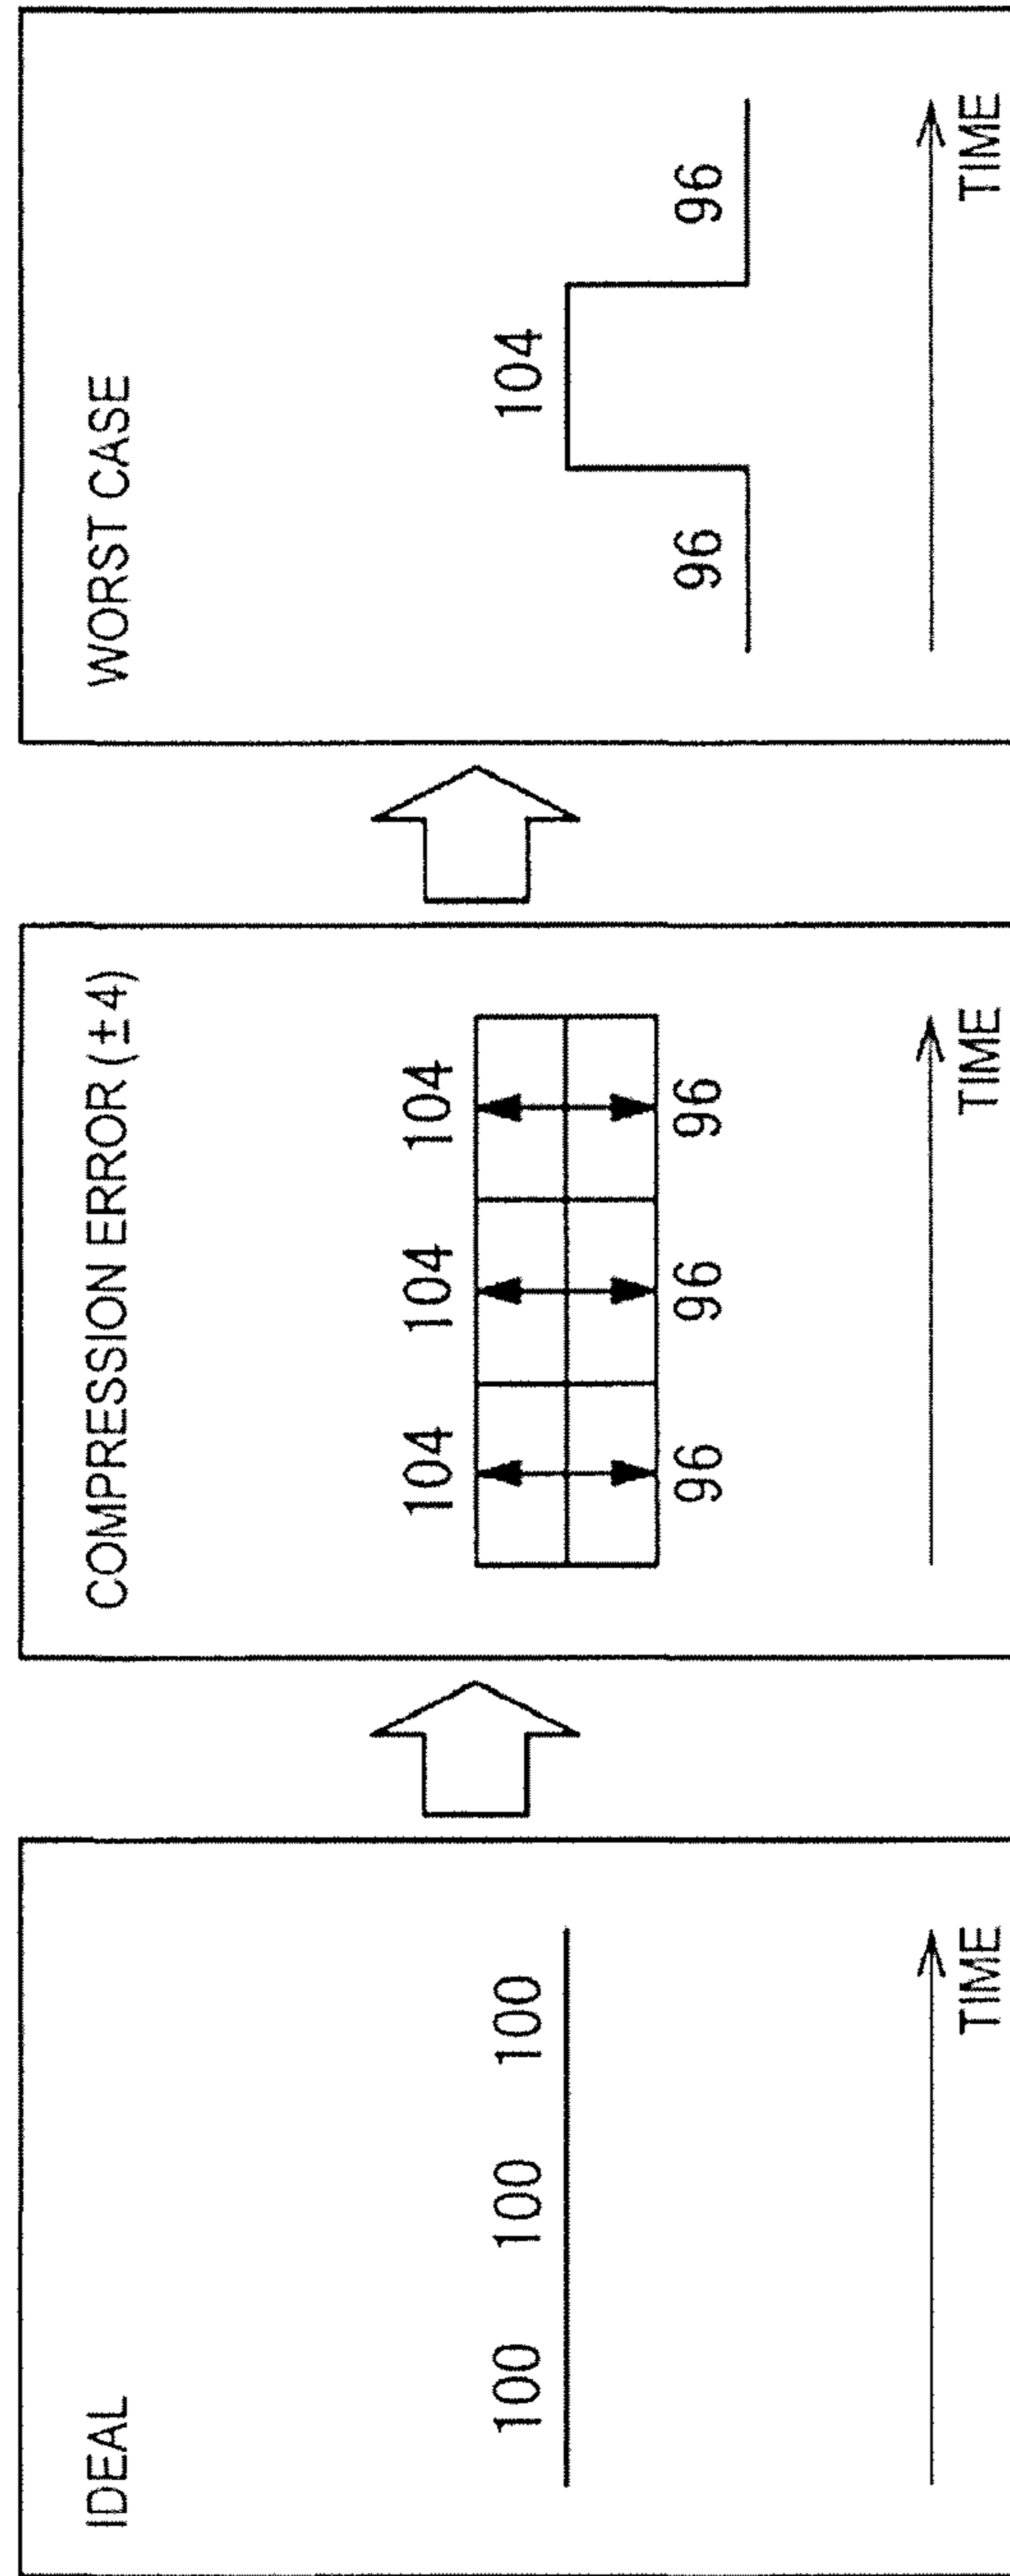 IDEAL
100 100 100
TIME
COMPRESSION ERROR (±4)
104 104 104
96 96 96
TIME
WORST CASE
104
96 96
TIME